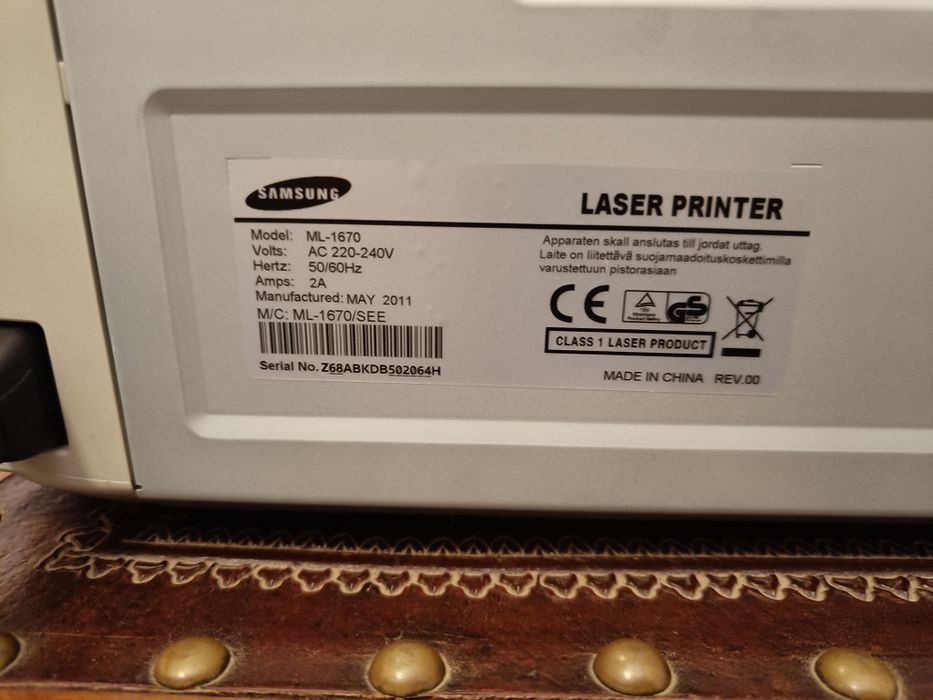 SAMSUNG
LASER PRINTER
Model: ML-1670
Volts: AC 220-240V
Hertz: 50/60Hz
Amps: 2A
Manufactured: MAY 2011
M/C: ML-1670/SEE
Serial No. Z68ABKDB502064H
Apparaten skall anslutas till jordat uttag.
Laite on liitettävä suojamaadoituskoskettimilla
varustettuun pistorasiaan
CE
GS
CLASS 1 LASER PRODUCT
MADE IN CHINA REV.00